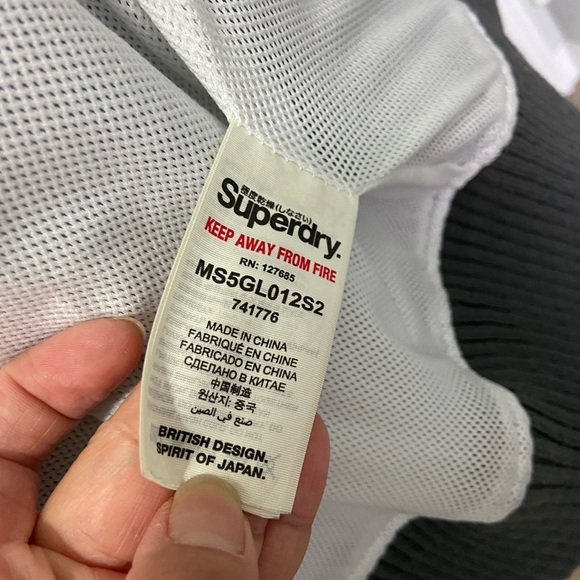 極度乾燥(しなさい)
Superdry.
KEEP AWAY FROM FIRE
RN: 127685
MS5GL012S2
741776
MADE IN CHINA
FABRIQUÉ EN CHINE
FABRICADO EN CHINA
СДЕЛАНО В КИТАЕ
中国制造
원산지: 중국
صنع في الصين
BRITISH DESIGN.
SPIRIT OF JAPAN.